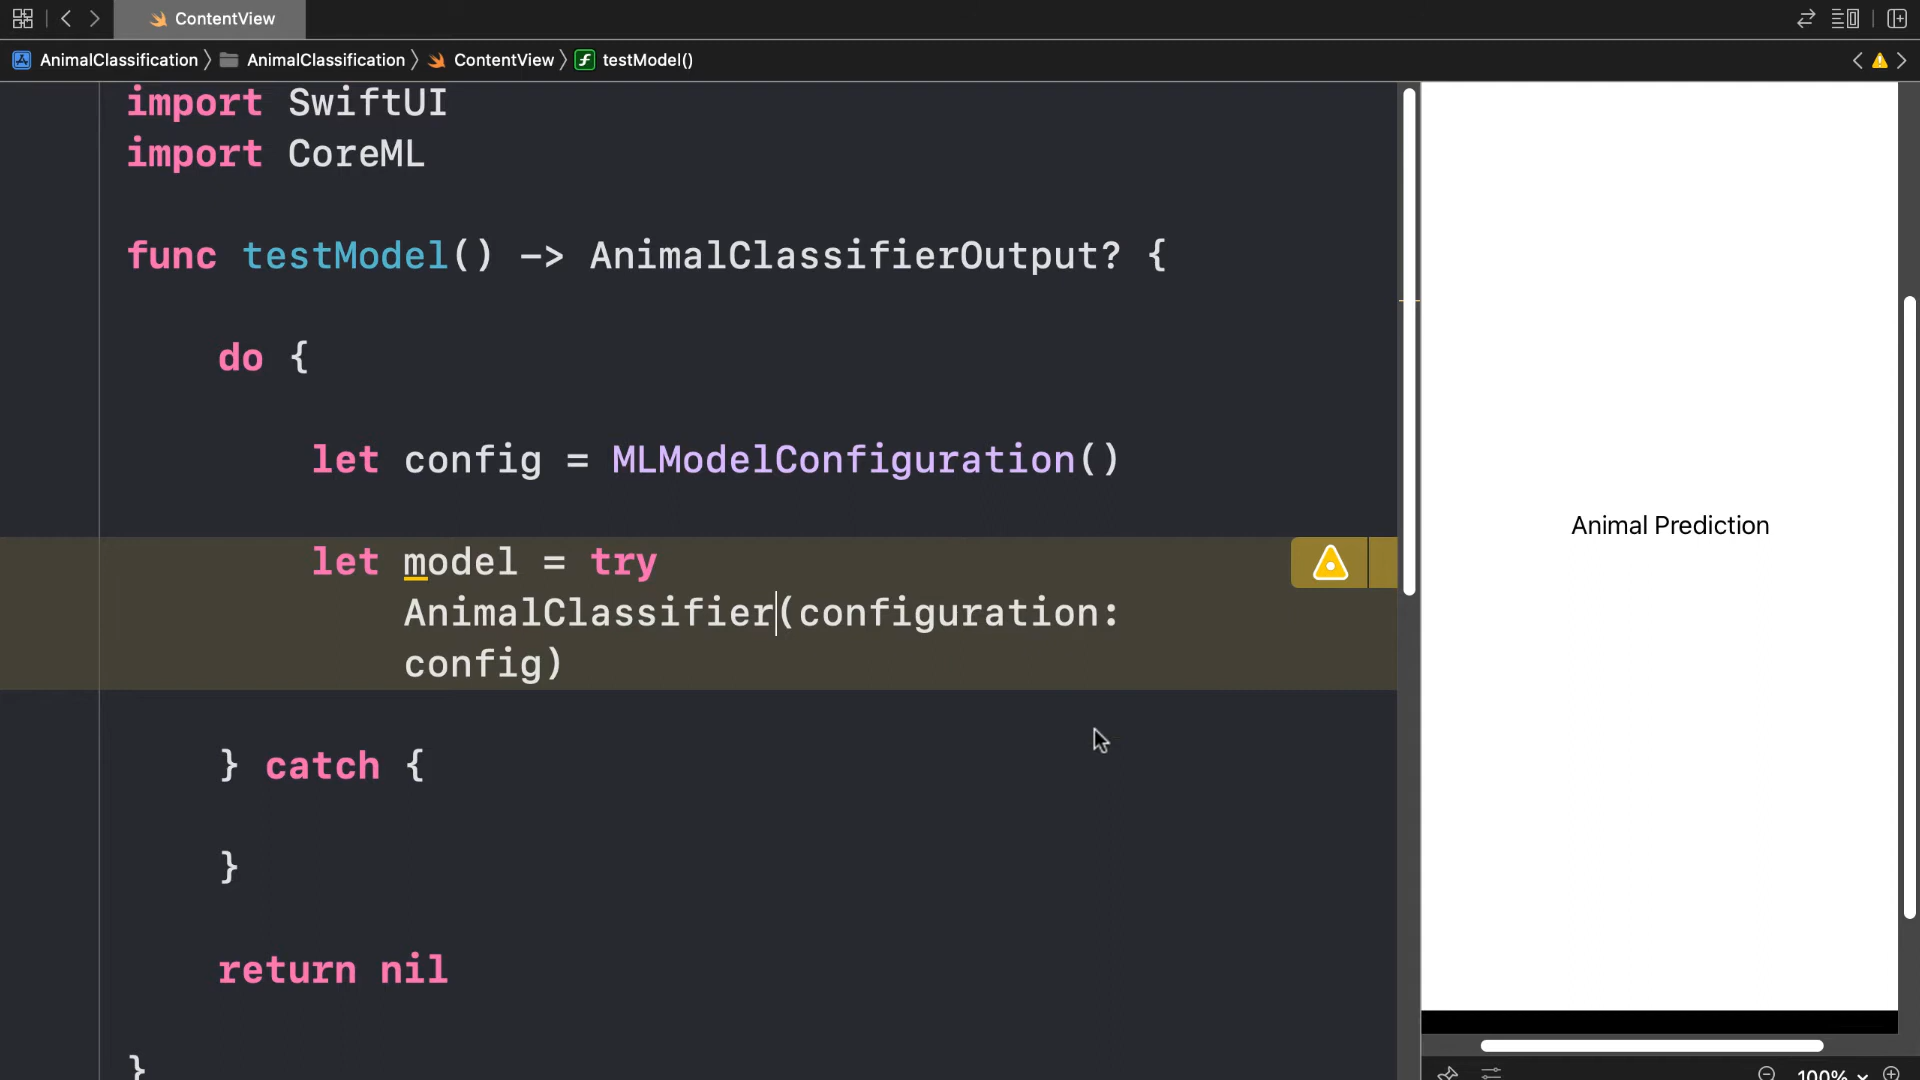 ContentView
AnimalClassification 〉 AnimalClassification 〉 ContentView 〉 testModel()
import SwiftUI
import CoreML
func testModel() -> AnimalClassifierOutput? {
do {
let config = MLModelConfiguration()
let model = try
AnimalClassifier(configuration:
config)
} catch {
}
return nil
}
Animal Prediction
100%